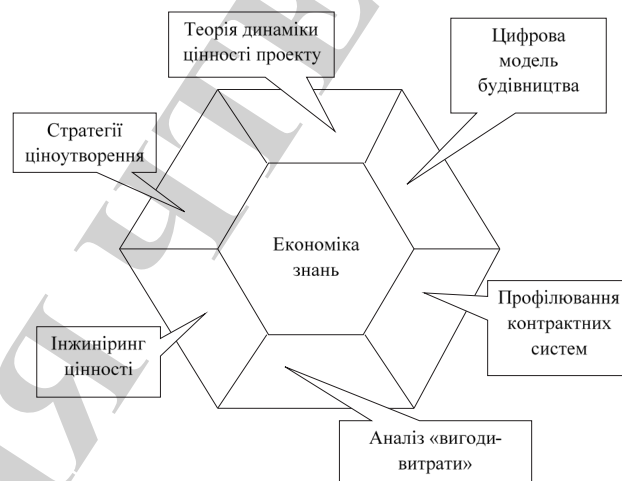 Теорія динаміки
цінності проекту
Цифрова
модель
будівництва
Стратегії
ціноутворення
Економіка
знань
Профілювання
контрактних
систем
Інжиніринг
цінності
Аналіз «вигоди-
витрати»